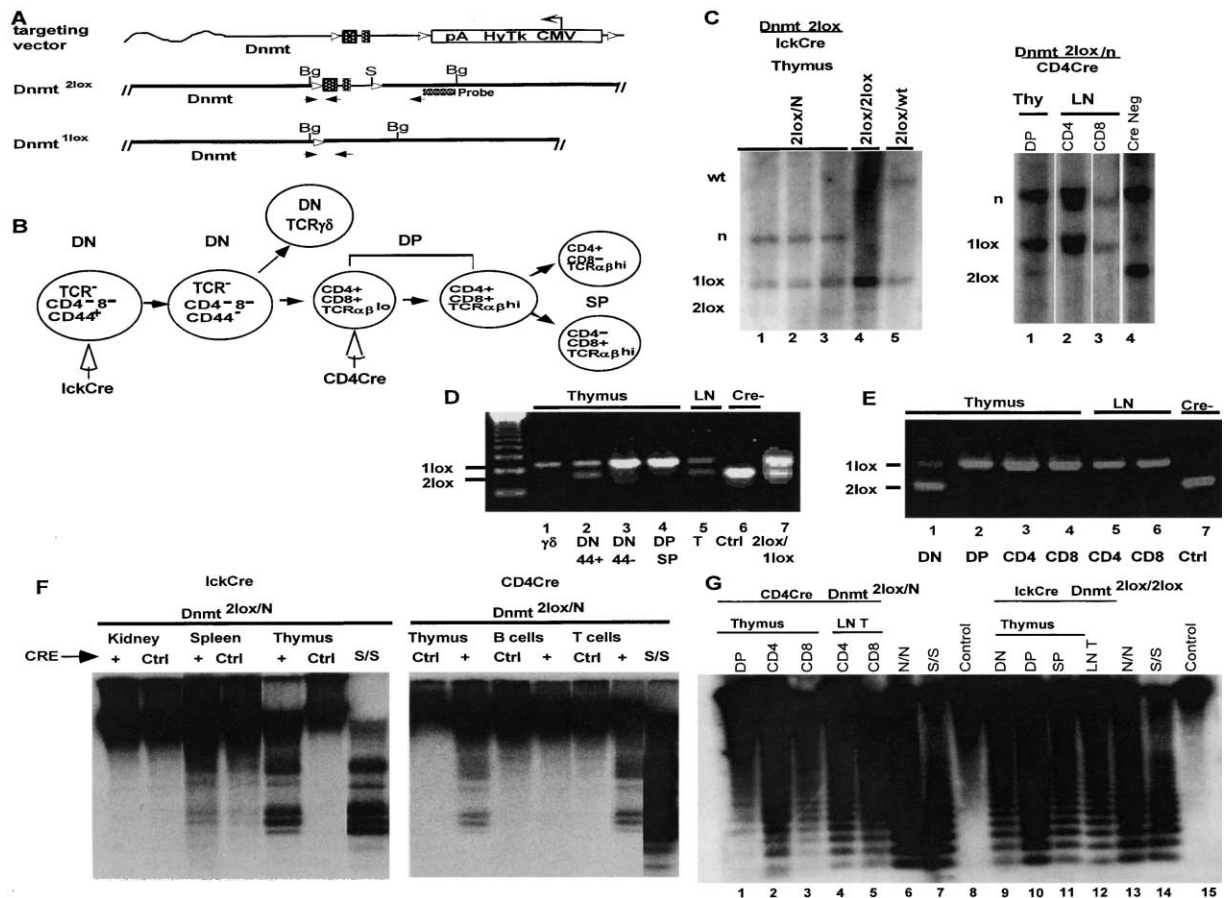 A
targeting vector
Dnmt
pA HyTk CMV
Dnmt 2lox
Bg
S
Bg
Dnmt
Probe
Dnmt 1lox
Bg
Bg
Dnmt
B
DN
DN
DN
TCRγδ
DP
TCR-
CD4-8-
CD44+
TCR-
CD4-8-
CD44-
CD4+
CD8+
TCRαβlo
CD4+
CD8+
TCRαβhi
CD4+
CD8-
TCRαβhi
SP
CD4-
CD8+
TCRαβhi
lckCre
CD4Cre
C
Dnmt 2lox
lckCre
Thymus
2lox/N
2lox/2lox
2lox/wt
wt
n
1lox
2lox
1 2 3 4 5
Dnmt 2lox/n
CD4Cre
Thy LN
DP CD4 CD8 Cre Neg
n
1lox
2lox
1 2 3 4
D
Thymus LN Cre-
1lox
2lox
1 2 3 4 5 6 7
γδ DN DN DP T Ctrl 2lox/
44+ 44- SP 1lox
E
Thymus LN Cre-
1lox
2lox
1 2 3 4 5 6 7
DN DP CD4 CD8 CD4 CD8 Ctrl
F
lckCre
Dnmt 2lox/N
Kidney Spleen Thymus
CRE + Ctrl + Ctrl + Ctrl S/S
CD4Cre
Dnmt 2lox/N
Thymus B cells T cells
Ctrl + Ctrl + Ctrl + S/S
G
CD4Cre Dnmt 2lox/N
Thymus LN T
DP CD4 CD8 CD4 CD8 N/N S/S Control
lckCre Dnmt 2lox/2lox
Thymus
DN DP SP LN T N/N S/S Control
1 2 3 4 5 6 7 8 9 10 11 12 13 14 15